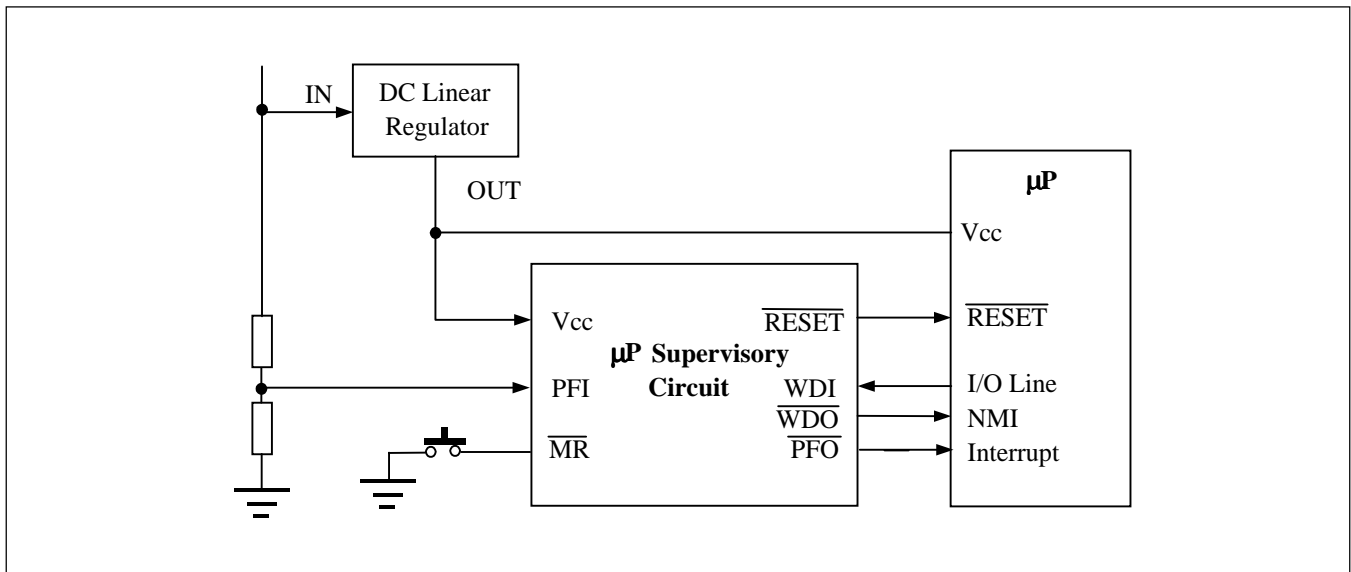 IN
DC Linear
Regulator
OUT
μP
Vcc
Vcc
RESET
RESET
μP Supervisory
Circuit
PFI
WDI
I/O Line
WDO
NMI
MR
PFO
Interrupt